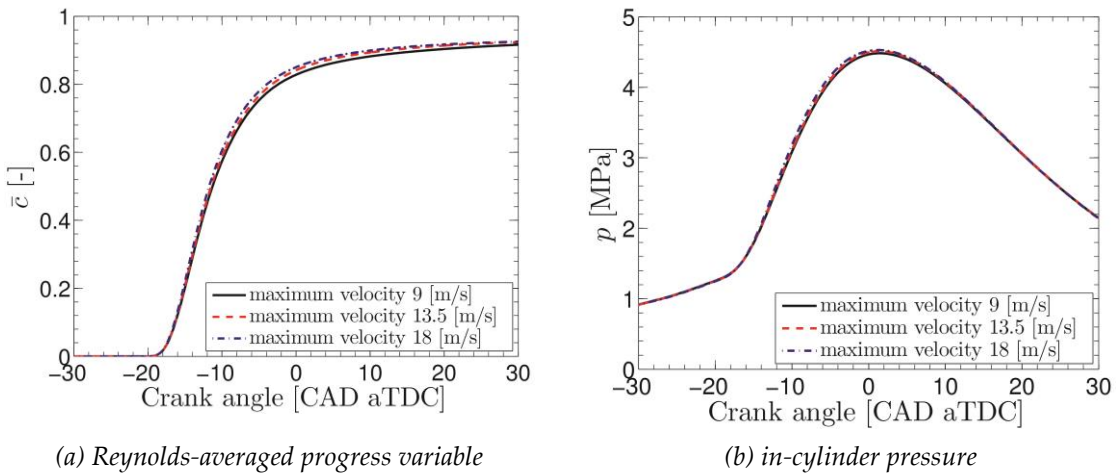 1
0.8
0.6
0.4
0.2
0
c̄ [-]
−30 −20 −10 0 10 20 30
Crank angle [CAD aTDC]
maximum velocity 9 [m/s]
maximum velocity 13.5 [m/s]
maximum velocity 18 [m/s]
(a) Reynolds-averaged progress variable
5
4
3
2
1
0
p [MPa]
−30 −20 −10 0 10 20 30
Crank angle [CAD aTDC]
maximum velocity 9 [m/s]
maximum velocity 13.5 [m/s]
maximum velocity 18 [m/s]
(b) in-cylinder pressure